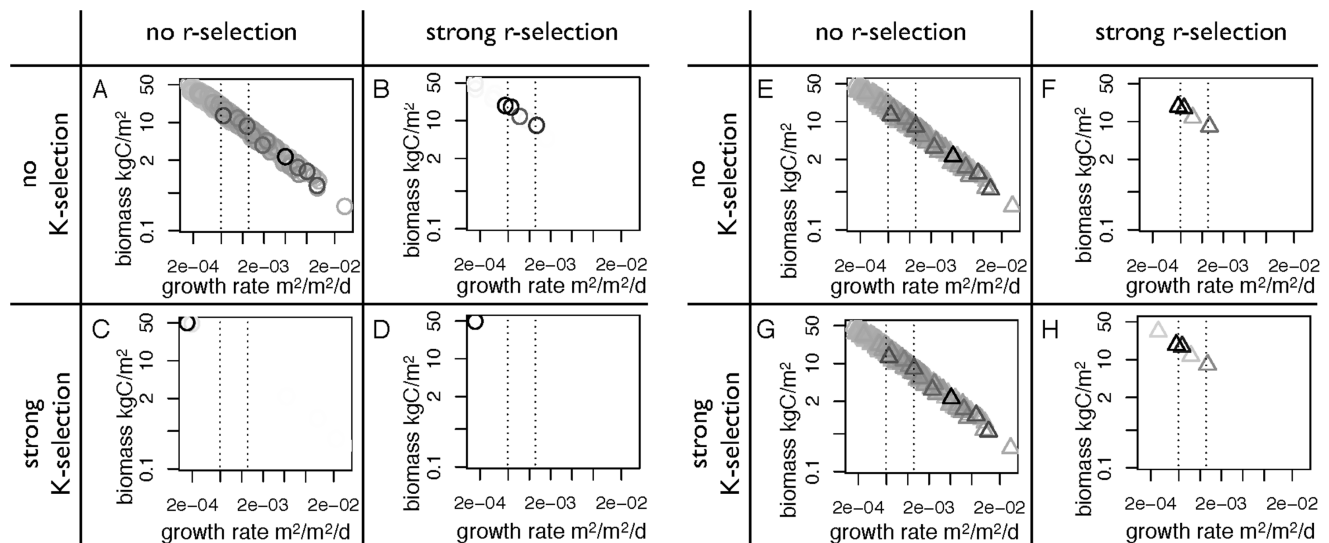 no r-selection
strong r-selection
no r-selection
strong r-selection
no
K-selection
A
biomass kgC/m²
50
10
2
0.1
2e−04
2e−03
2e−02
growth rate m²/m²/d
B
biomass kgC/m²
50
10
2
0.1
2e−04
2e−03
2e−02
growth rate m²/m²/d
no
K-selection
E
biomass kgC/m²
50
10
2
0.1
2e−04
2e−03
2e−02
growth rate m²/m²/d
F
biomass kgC/m²
50
10
2
0.1
2e−04
2e−03
2e−02
growth rate m²/m²/d
strong
K-selection
C
biomass kgC/m²
50
10
2
0.1
2e−04
2e−03
2e−02
growth rate m²/m²/d
D
biomass kgC/m²
50
10
2
0.1
2e−04
2e−03
2e−02
growth rate m²/m²/d
strong
K-selection
G
biomass kgC/m²
50
10
2
0.1
2e−04
2e−03
2e−02
growth rate m²/m²/d
H
biomass kgC/m²
50
10
2
0.1
2e−04
2e−03
2e−02
growth rate m²/m²/d